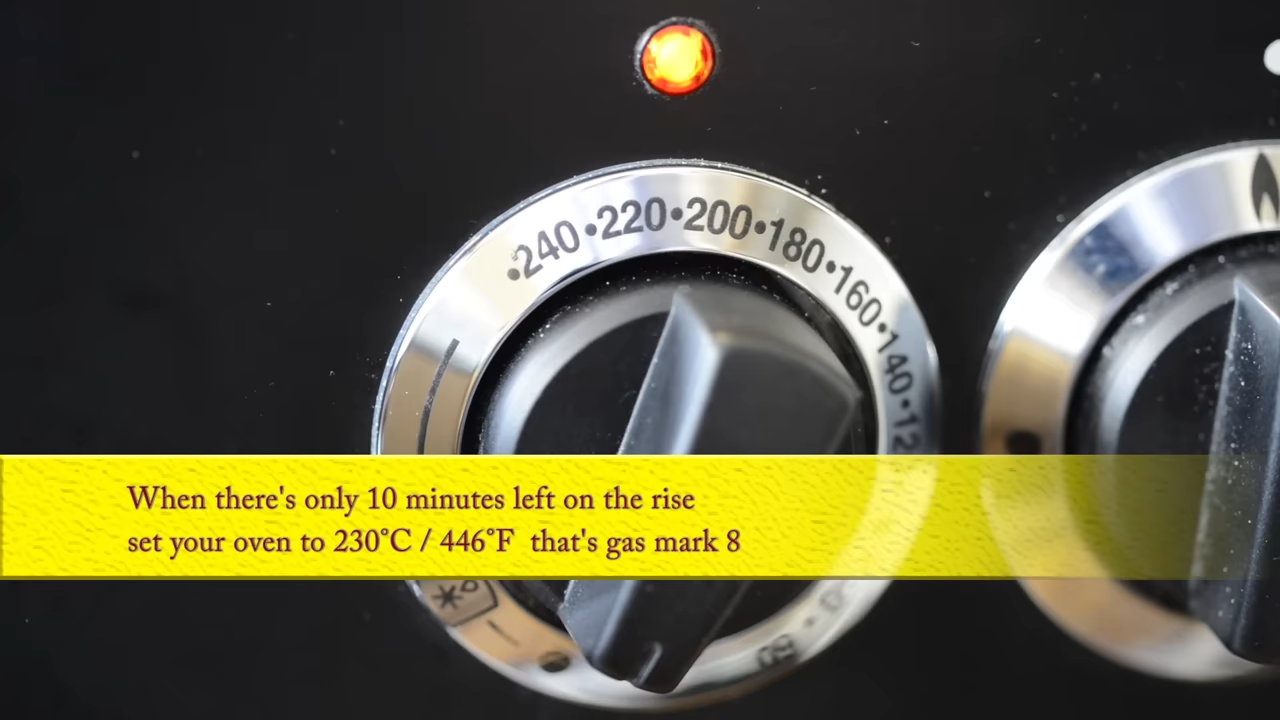 •240•220•200•180•160•140•12
When there's only 10 minutes left on the rise
set your oven to 230°C / 446°F  that's gas mark 8